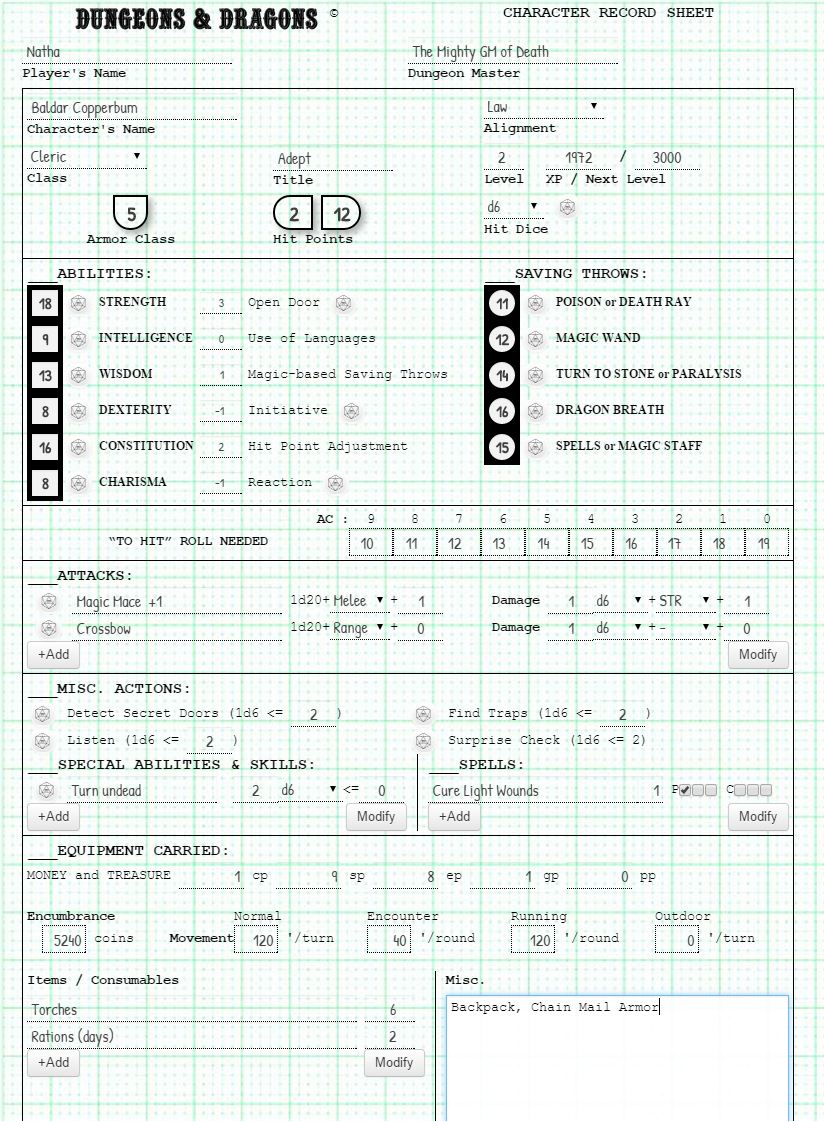 DUNGEONS & DRAGONS © CHARACTER RECORD SHEET
Natha The Mighty GM of Death
Player's Name Dungeon Master
Baldar Copperbum Law
Character's Name Alignment
Cleric Adept 2 1972 / 3000
Class Title Level XP / Next Level
5 2 12 d6
Armor Class Hit Points Hit Dice
ABILITIES: SAVING THROWS:
18 STRENGTH 3 Open Door 11 POISON or DEATH RAY
9 INTELLIGENCE 0 Use of Languages 12 MAGIC WAND
13 WISDOM 1 Magic-based Saving Throws 14 TURN TO STONE or PARALYSIS
8 DEXTERITY -1 Initiative 16 DRAGON BREATH
16 CONSTITUTION 2 Hit Point Adjustment 15 SPELLS or MAGIC STAFF
8 CHARISMA -1 Reaction
AC : 9 8 7 6 5 4 3 2 1 0
“TO HIT” ROLL NEEDED 10 11 12 13 14 15 16 17 18 19
ATTACKS:
Magic Mace +1 1d20+ Melee + 1 Damage 1 d6 + STR + 1
Crossbow 1d20+ Range + 0 Damage 1 d6 + - + 0
+Add Modify
MISC. ACTIONS:
Detect Secret Doors (1d6 <= 2 ) Find Traps (1d6 <= 2 )
Listen (1d6 <= 2 ) Surprise Check (1d6 <= 2)
SPECIAL ABILITIES & SKILLS: SPELLS:
Turn undead 2 d6 <= 0 Cure Light Wounds 1 P C
+Add Modify +Add Modify
EQUIPMENT CARRIED:
MONEY and TREASURE 1 cp 9 sp 8 ep 1 gp 0 pp
Encumbrance Normal Encounter Running Outdoor
5240 coins Movement 120 '/turn 40 '/round 120 '/round 0 '/turn
Items / Consumables Misc.
Torches 6 Backpack, Chain Mail Armor
Rations (days) 2
+Add Modify